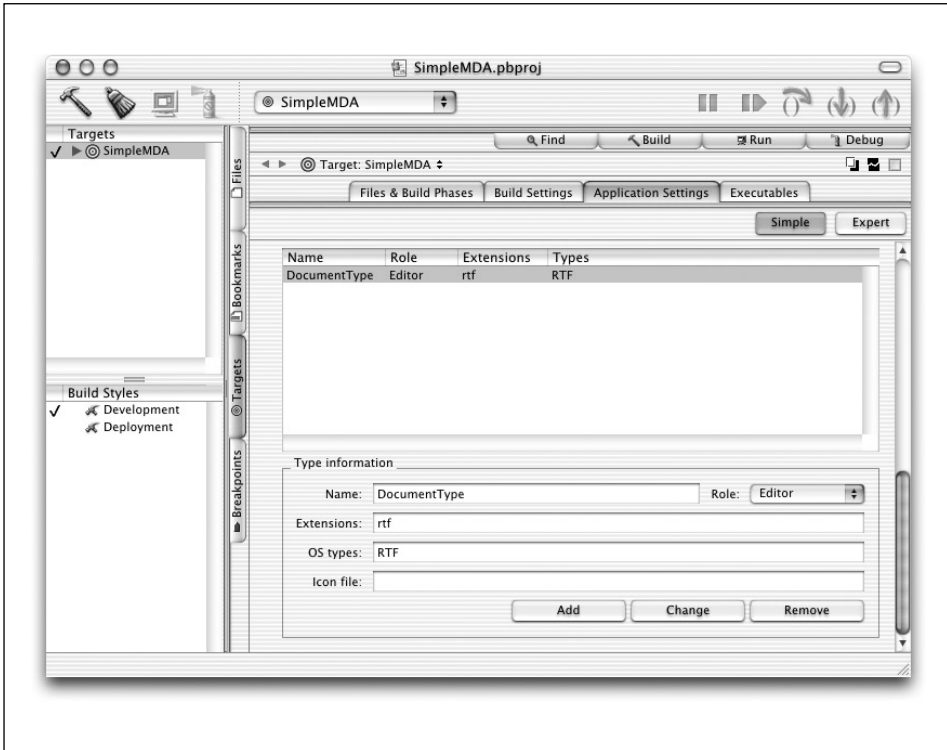 SimpleMDA.pbproj
SimpleMDA
Targets
SimpleMDA
Files
Bookmarks
Targets
Breakpoints
Build Styles
Development
Deployment
Find
Build
Run
Debug
Target: SimpleMDA
Files & Build Phases
Build Settings
Application Settings
Executables
Simple
Expert
Name Role Extensions Types
DocumentType Editor rtf RTF
Type information
Name: DocumentType Role: Editor
Extensions: rtf
OS types: RTF
Icon file:
Add
Change
Remove